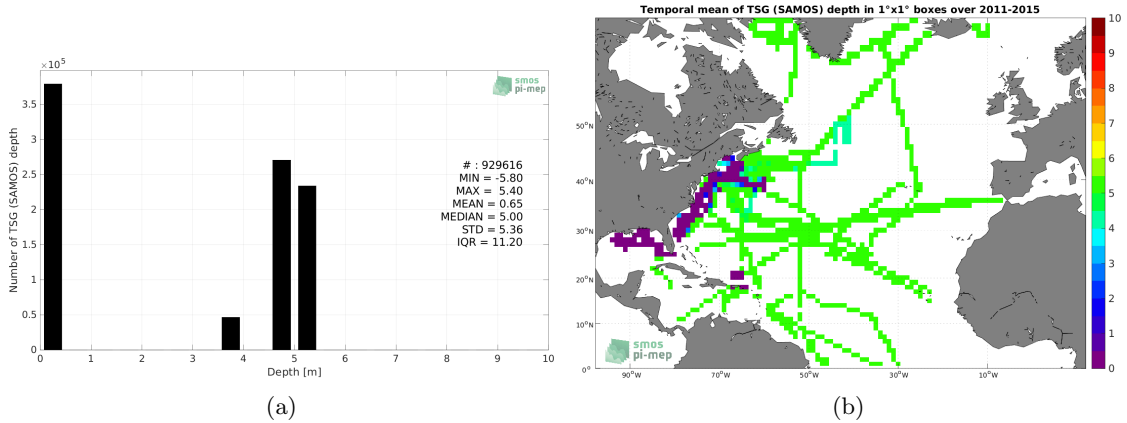 Temporal mean of TSG (SAMOS) depth in 1°x1° boxes over 2011-2015
×10⁵
smos
pi-mep
3.5
3
2.5
2
1.5
1
0.5
0
Number of TSG (SAMOS) depth
# : 929616
MIN = -5.80
MAX = 5.40
MEAN = 0.65
MEDIAN = 5.00
STD = 5.36
IQR = 11.20
0 1 2 3 4 5 6 7 8 9 10
Depth [m]
(a)
50°N
40°N
30°N
20°N
10°N
0°
90°W 70°W 50°W 30°W 10°W
smos
pi-mep
10
9
8
7
6
5
4
3
2
1
0
(b)